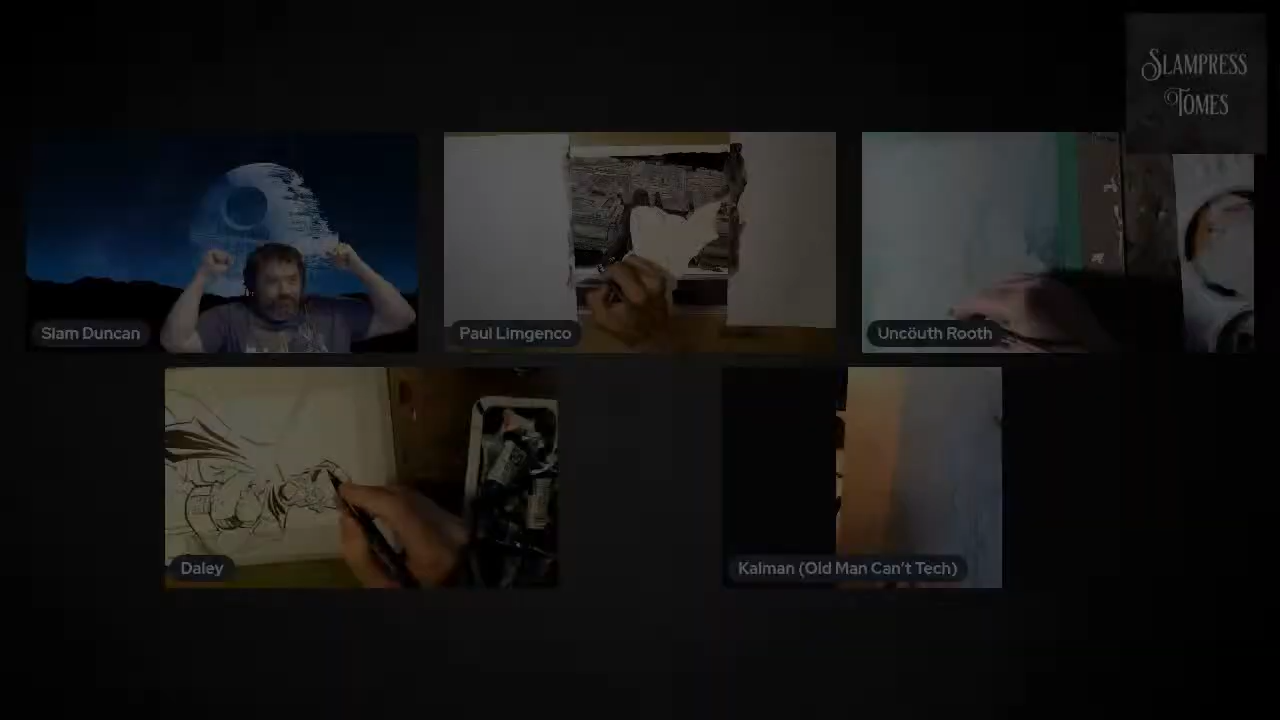 Slampress
Tomes
Slam Duncan
Paul Limgenco
Uncöuth Rooth
Daley
Kalman (Old Man Can't Tech)